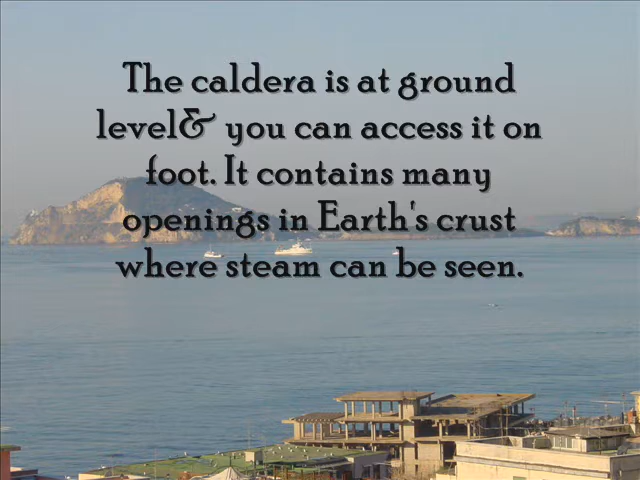 The caldera is at ground
level& you can access it on
foot. It contains many
openings in Earth's crust
where steam can be seen.